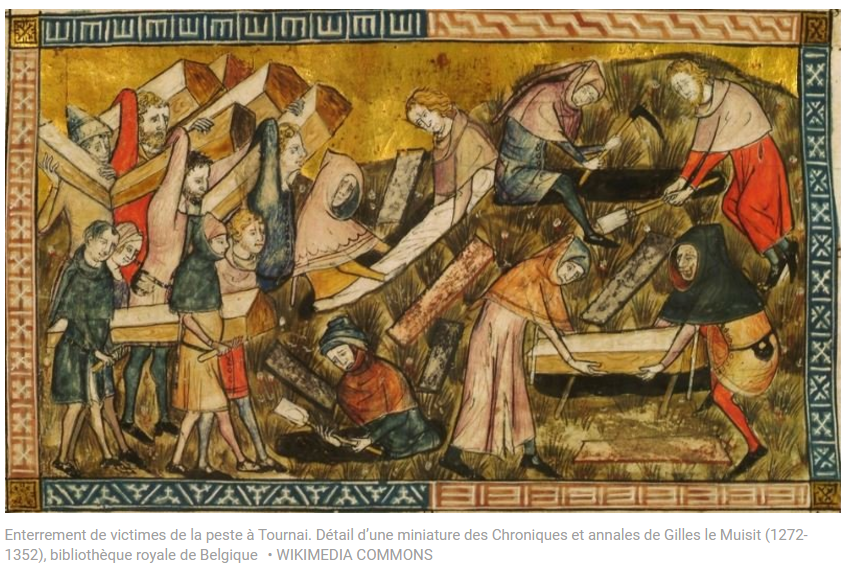 Enterrement de victimes de la peste à Tournai. Détail d’une miniature des Chroniques et annales de Gilles le Muisit (1272-
1352), bibliothèque royale de Belgique • WIKIMEDIA COMMONS